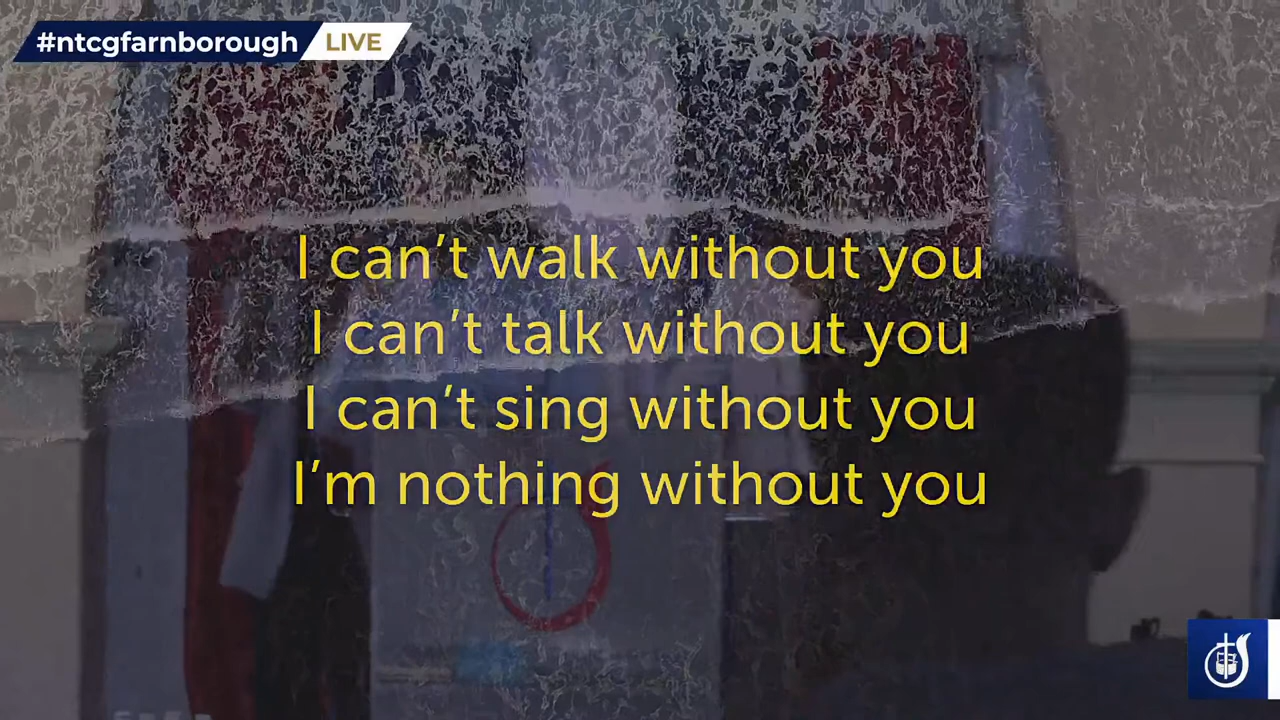 #ntcgfarnborough LIVE
I can't walk without you
I can't talk without you
I can't sing without you
I'm nothing without you